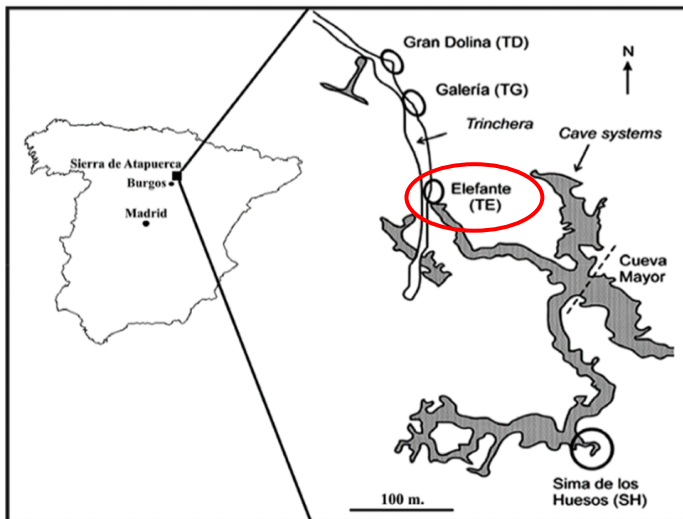 Sierra de Atapuerca
Burgos
Madrid
Gran Dolina (TD)
Galería (TG)
Trinchera
N
Cave systems
Elefante
(TE)
Cueva
Mayor
Sima de los
Huesos (SH)
100 m.